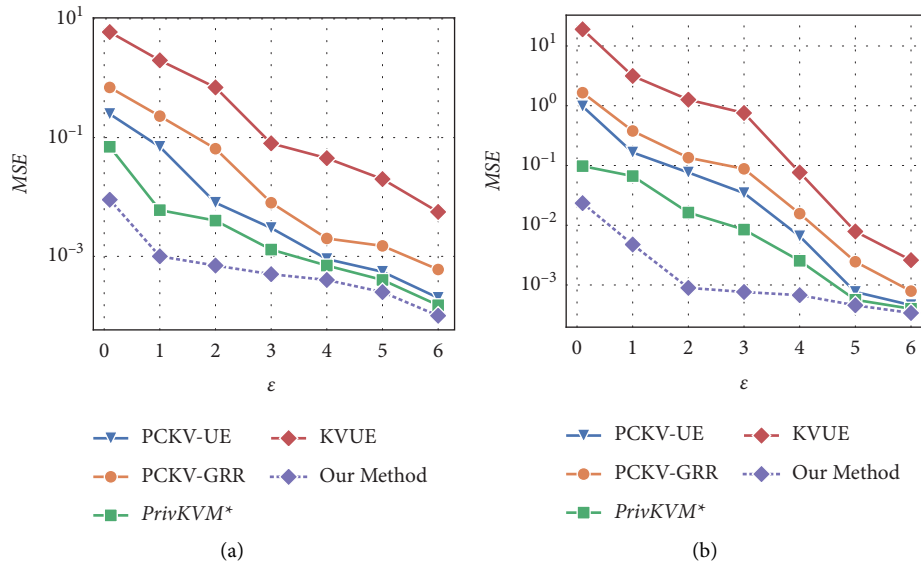 10^1
10^-1
10^-3
MSE
0 1 2 3 4 5 6
ε
PCKV-UE
KVUE
PCKV-GRR
Our Method
PrivKVM*
(a)
10^1
10^0
10^-1
10^-2
10^-3
MSE
0 1 2 3 4 5 6
ε
PCKV-UE
KVUE
PCKV-GRR
Our Method
PrivKVM*
(b)